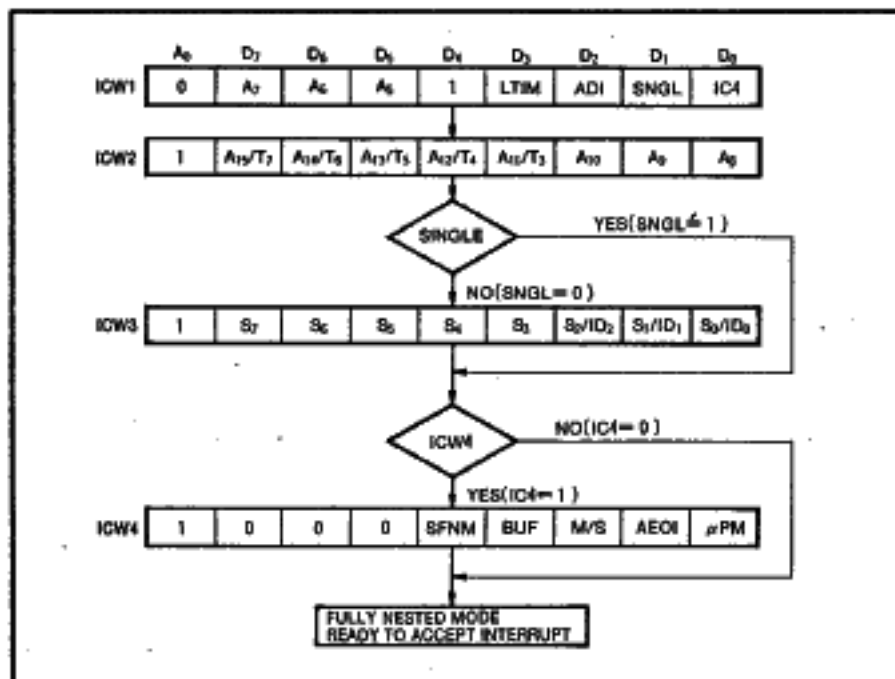 A₀ D₇ D₆ D₅ D₄ D₃ D₂ D₁ D₀
ICW1 0 A₇ A₆ A₅ 1 LTIM ADI SNGL IC4
ICW2 1 A₁₅/T₇ A₁₄/T₆ A₁₃/T₅ A₁₂/T₄ A₁₁/T₃ A₁₀ A₉ A₈
SINGLE
YES(SNGL=1)
NO(SNGL=0)
ICW3 1 S₇ S₆ S₅ S₄ S₃ S₂/ID₂ S₁/ID₁ S₀/ID₀
ICW4
NO(IC4=0)
YES(IC4=1)
ICW4 1 0 0 0 SFNM BUF M/S AEOI μPM
FULLY NESTED MODE
READY TO ACCEPT INTERRUPT